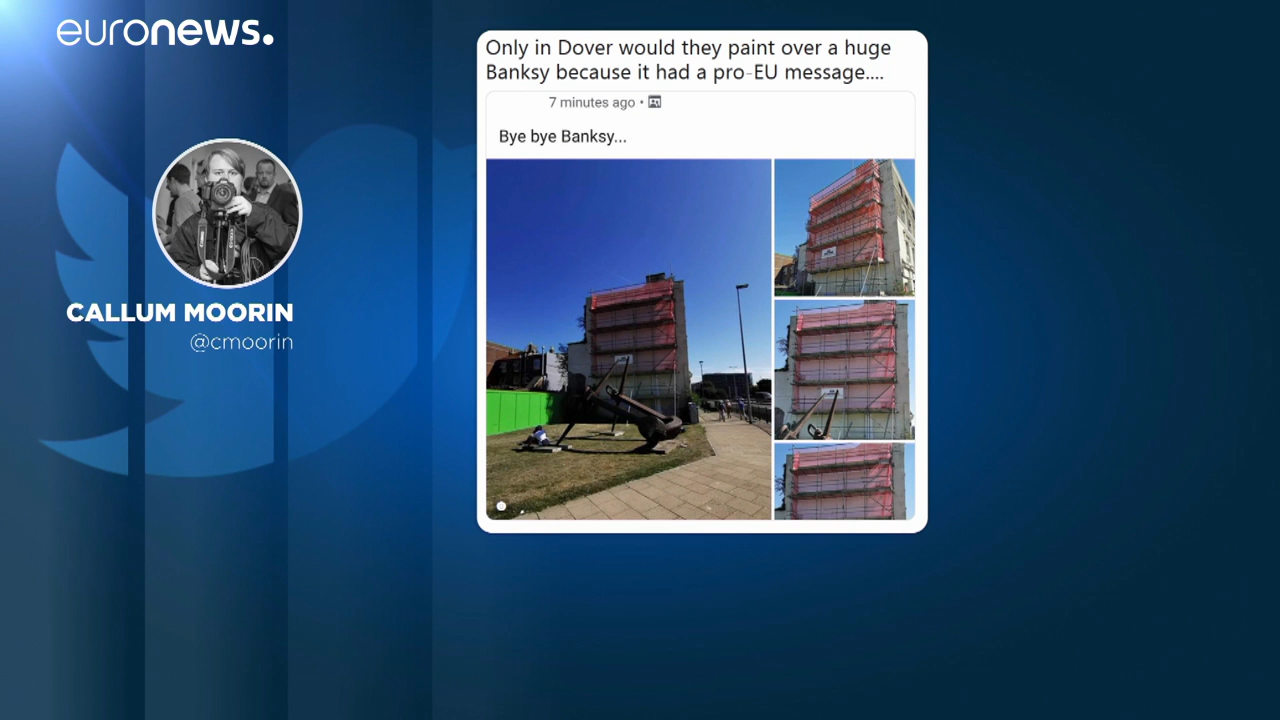 euronews.
Only in Dover would they paint over a huge
Banksy because it had a pro-EU message....
7 minutes ago •
Bye bye Banksy...
CALLUM MOORIN
@cmoorin